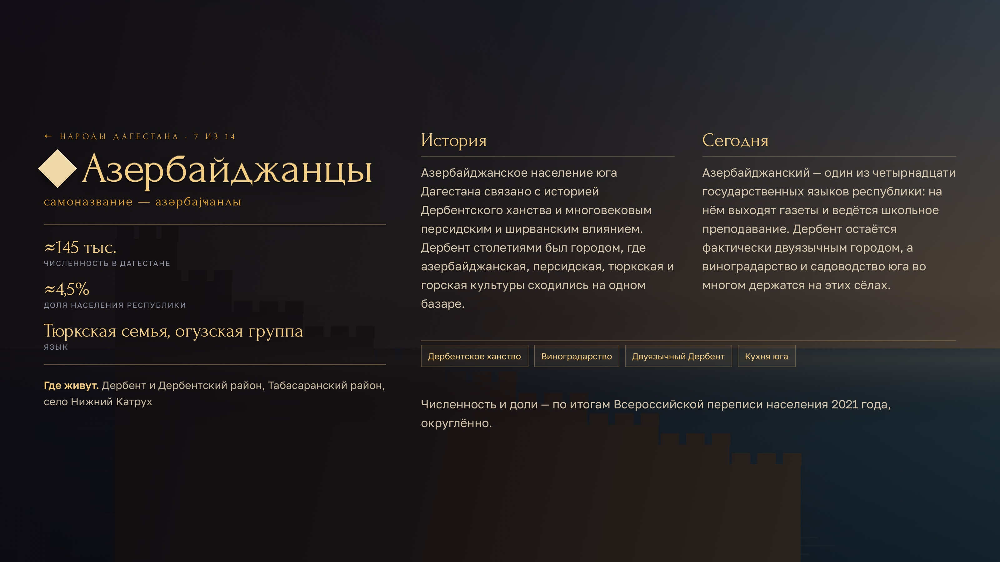 ← НАРОДЫ ДАГЕСТАНА · 7 ИЗ 14
Азербайджанцы
самоназвание — азәрбајҹанлы
≈145 тыс.
ЧИСЛЕННОСТЬ В ДАГЕСТАНЕ
≈4,5%
ДОЛЯ НАСЕЛЕНИЯ РЕСПУБЛИКИ
Тюркская семья, огузская группа
ЯЗЫК
Где живут. Дербент и Дербентский район, Табасаранский район,
село Нижний Катрух
История
Азербайджанское население юга
Дагестана связано с историей
Дербентского ханства и многовековым
персидским и ширванским влиянием.
Дербент столетиями был городом, где
азербайджанская, персидская, тюркская и
горская культуры сходились на одном
базаре.
Сегодня
Азербайджанский — один из четырнадцати
государственных языков республики: на
нём выходят газеты и ведётся школьное
преподавание. Дербент остаётся
фактически двуязычным городом, а
виноградарство и садоводство юга во
многом держатся на этих сёлах.
Дербентское ханство
Виноградарство
Двуязычный Дербент
Кухня юга
Численность и доли — по итогам Всероссийской переписи населения 2021 года,
округлённо.